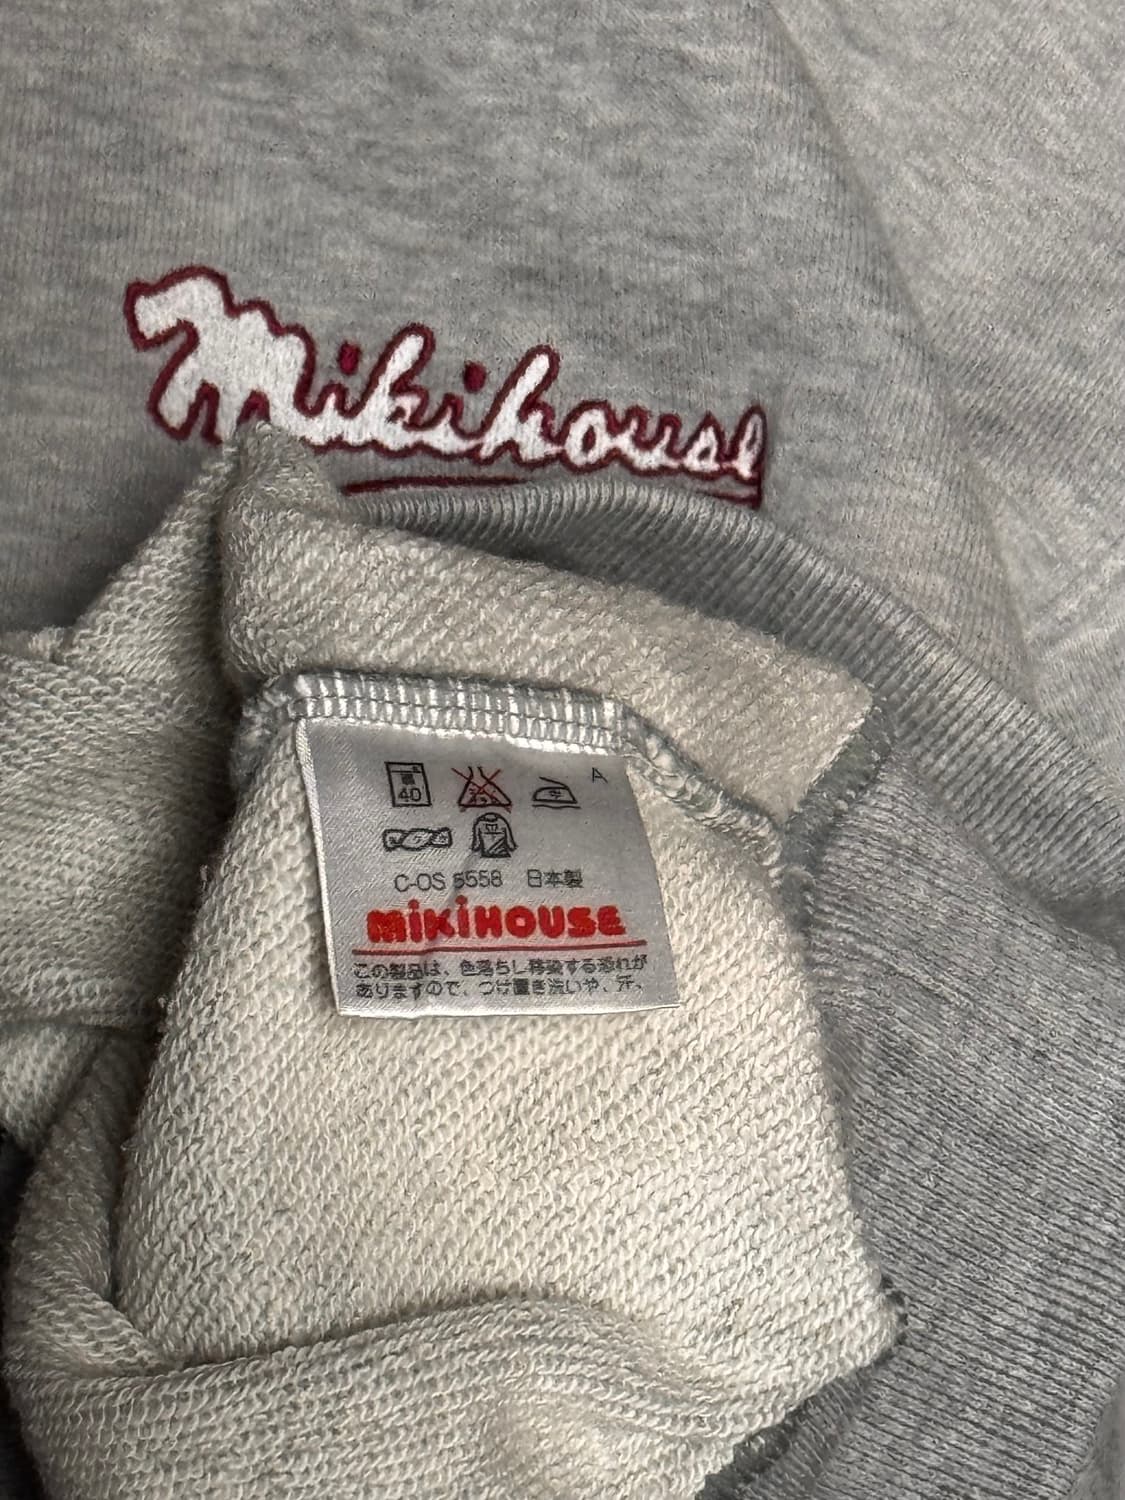 Mikihouse
40
A
C-OS 5558 日本製
MIKIHOUSE
この製品は、色落ちし移染する恐れが
ありますので、つけ置き洗いや、汗、